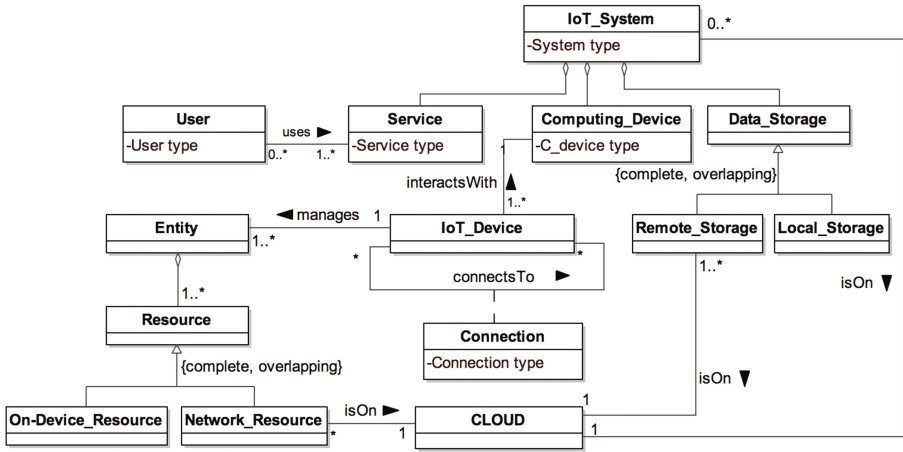 IoT_System
-System type
0..*
User
-User type
uses
0..*
1..*
Service
-Service type
Computing_Device
-C_device type
Data_Storage
{complete, overlapping}
1
interactsWith
1..*
Entity
manages
1
1..*
IoT_Device
Remote_Storage
Local_Storage
*
*
connectsTo
1..*
isOn
1..*
Resource
Connection
-Connection type
{complete, overlapping}
isOn
On-Device_Resource
Network_Resource
isOn
*
1
CLOUD
1
1